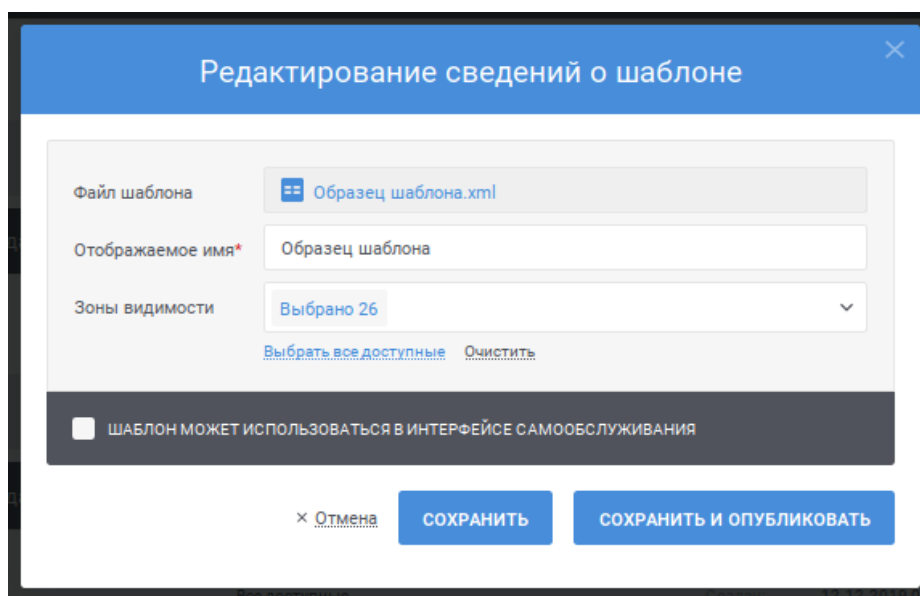 Редактирование сведений о шаблоне
Файл шаблона Образец шаблона.xml
Отображаемое имя* Образец шаблона
Зоны видимости Выбрано 26
Выбрать все доступные Очистить
ШАБЛОН МОЖЕТ ИСПОЛЬЗОВАТЬСЯ В ИНТЕРФЕЙСЕ САМООБСЛУЖИВАНИЯ
× Отмена СОХРАНИТЬ СОХРАНИТЬ И ОПУБЛИКОВАТЬ